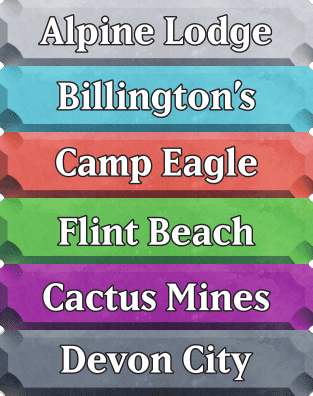 Alpine Lodge
Billington's
Camp Eagle
Flint Beach
Cactus Mines
Devon City